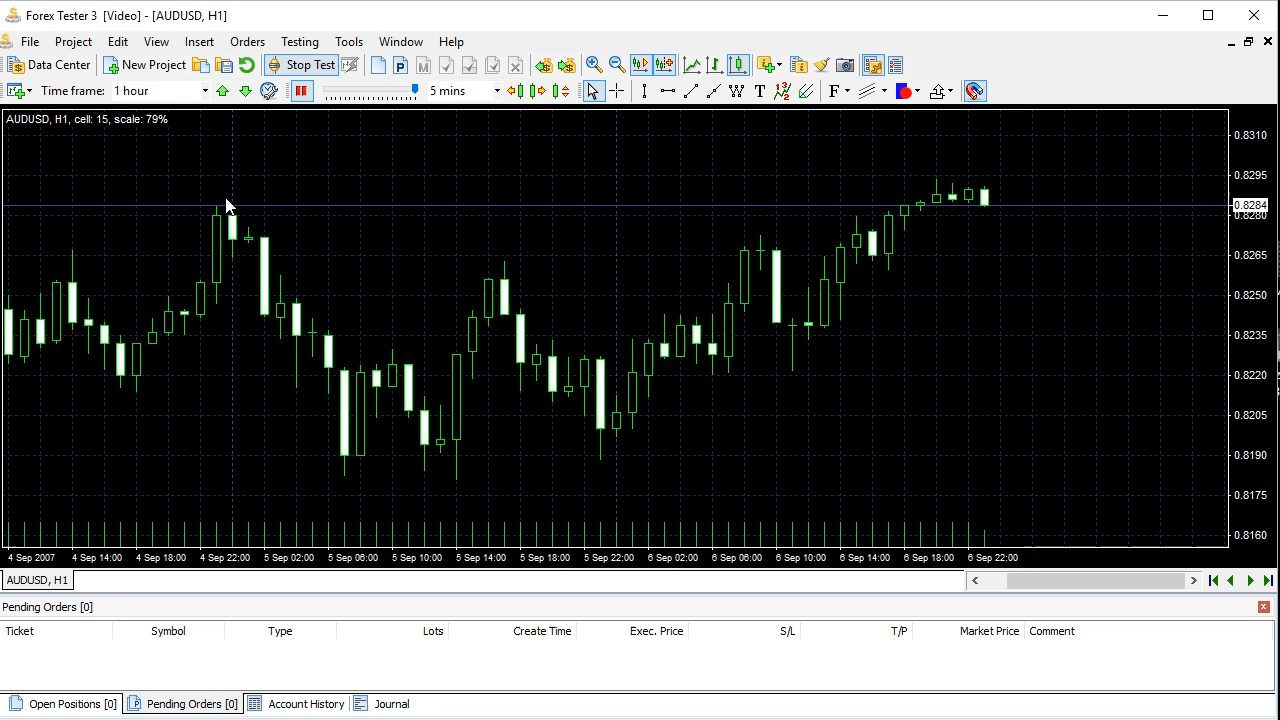 Forex Tester 3 [Video] - [AUDUSD, H1]
File Project Edit View Insert Orders Testing Tools Window Help
Data Center New Project Stop Test
Time frame: 1 hour 5 mins T F
AUDUSD, H1, cell: 15, scale: 79%
0.8310
0.8295
0.8284
0.8280
0.8265
0.8250
0.8235
0.8220
0.8205
0.8190
0.8175
0.8160
4 Sep 2007 4 Sep 14:00 4 Sep 18:00 4 Sep 22:00 5 Sep 02:00 5 Sep 06:00 5 Sep 10:00 5 Sep 14:00 5 Sep 18:00 5 Sep 22:00 6 Sep 02:00 6 Sep 06:00 6 Sep 10:00 6 Sep 14:00 6 Sep 18:00 6 Sep 22:00
AUDUSD, H1
Pending Orders [0]
Ticket Symbol Type Lots Create Time Exec. Price S/L T/P Market Price Comment
Open Positions [0] Pending Orders [0] Account History Journal